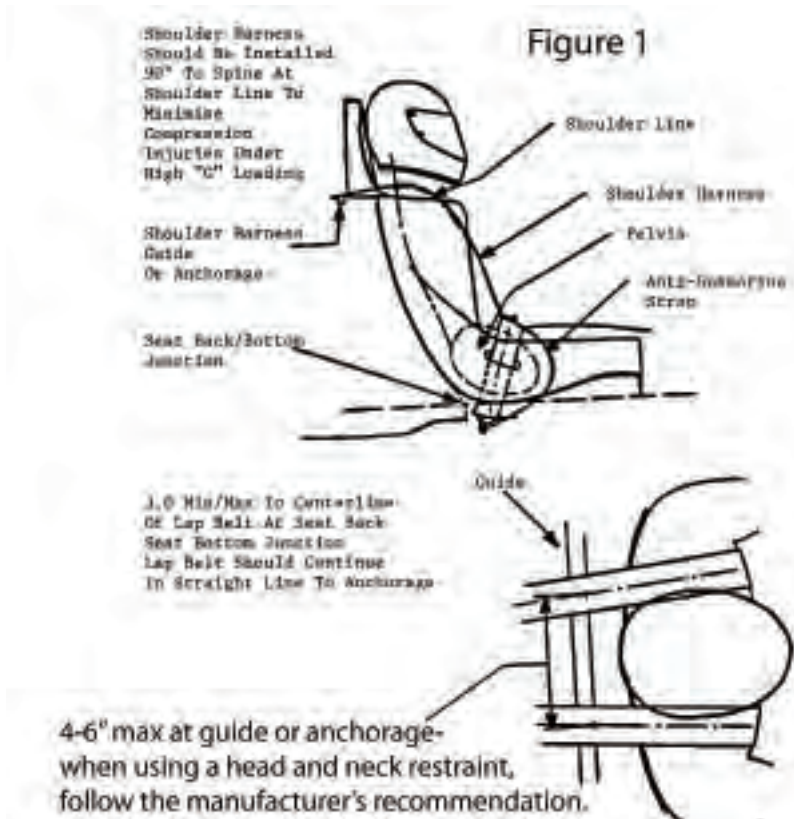 Figure 1
Shoulder Harness
Should Be Installed
90° To Spine At
Shoulder Line To
Minimise
Compression
Injuries Under
High "G" Loading
Shoulder line
Shoulder Harness
Pelvis
Anti-Submarine
Strap
Shoulder Harness
Guide
Or Anchorage
Seat Back/Bottom
Junction
Guide
3.0 Min/Max To Centerline
Of Lap Belt At Seat Back
Seat Bottom Junction
Lap Belt Should Continue
In Straight Line To Anchorage
4-6" max at guide or anchorage-
when using a head and neck restraint,
follow the manufacturer's recommendation.